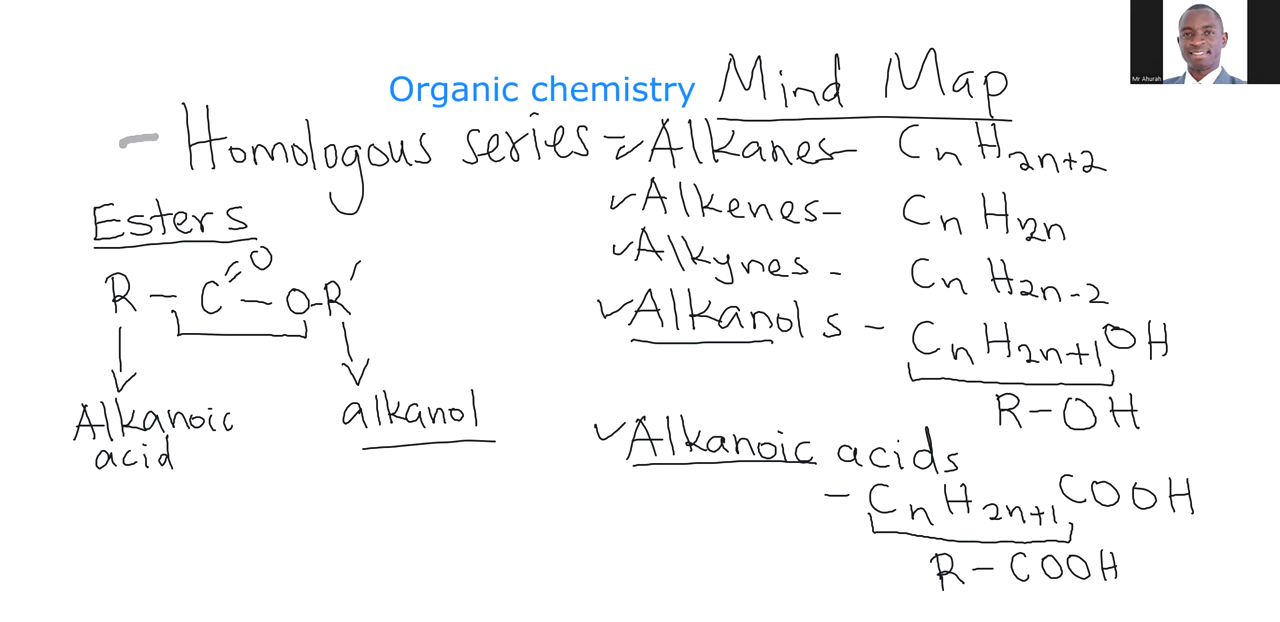 Mr Ahurah
Organic chemistry Mind Map
- Homologous series = ✓Alkanes - CnH2n+2
✓Alkenes - CnH2n
✓Alkynes - CnH2n-2
✓Alkanols - CnH2n+1OH
R-OH
✓Alkanoic acids
- CnH2n+1COOH
R-COOH
Esters
O
R - C - O-R'
Alkanoic
acid
alkanol